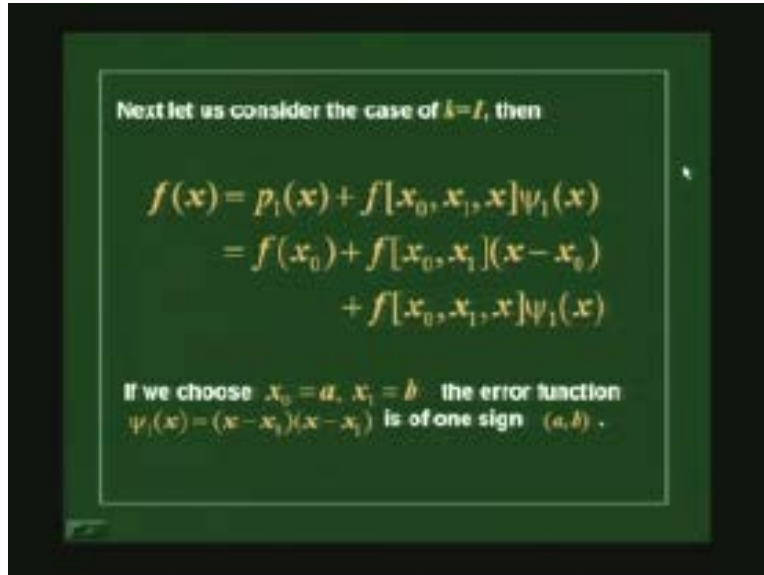 Next let us consider the case of k=1, then
f(x) = p₁(x) + f[x₀, x₁, x]ψ₁(x)
= f(x₀) + f[x₀, x₁](x − x₀)
+ f[x₀, x₁, x]ψ₁(x)
If we choose x₀ = a, x₁ = b the error function
ψ₁(x) = (x − x₀)(x − x₁) is of one sign (a,b) .